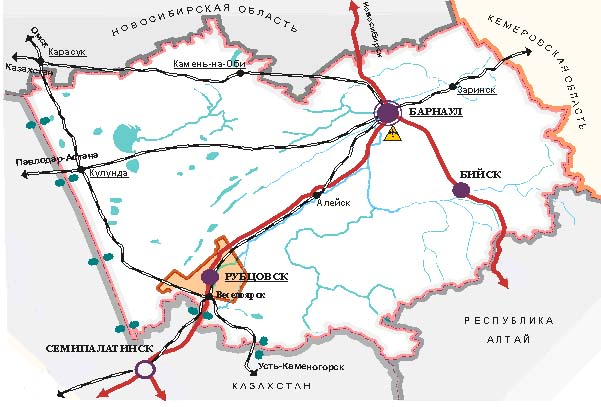 НОВОСИБИРСКАЯ ОБЛАСТЬ
КЕМЕРОВСКАЯ ОБЛАСТЬ
Новосибирск
Омск
Карасук
Казахстан
Камень-на-Оби
Заринск
БАРНАУЛ
Павлодар-Астана
Кулунда
БИЙСК
Алейск
РУБЦОВСК
Веселоярск
РЕСПУБЛИКА
АЛТАЙ
СЕМИПАЛАТИНСК
Усть-Каменогорск
КАЗАХСТАН